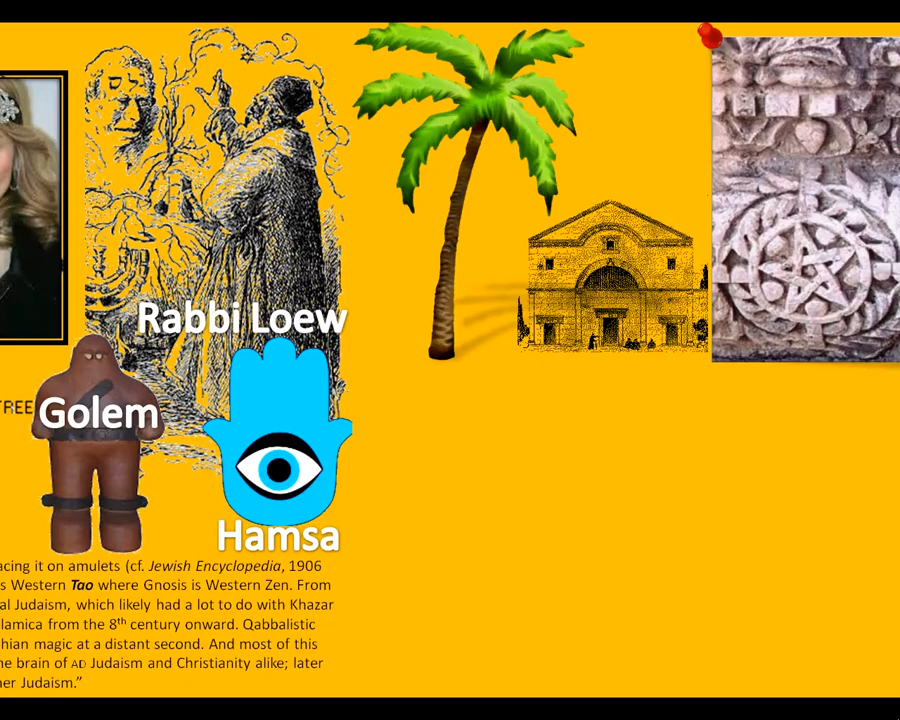 Rabbi Loew
TREE
Golem
Hamsa
acing it on amulets (cf. Jewish Encyclopedia, 1906
s Western Tao where Gnosis is Western Zen. From
al Judaism, which likely had a lot to do with Khazar
lamica from the 8th century onward. Qabbalistic
hian magic at a distant second. And most of this
ne brain of AD Judaism and Christianity alike; later
ner Judaism."